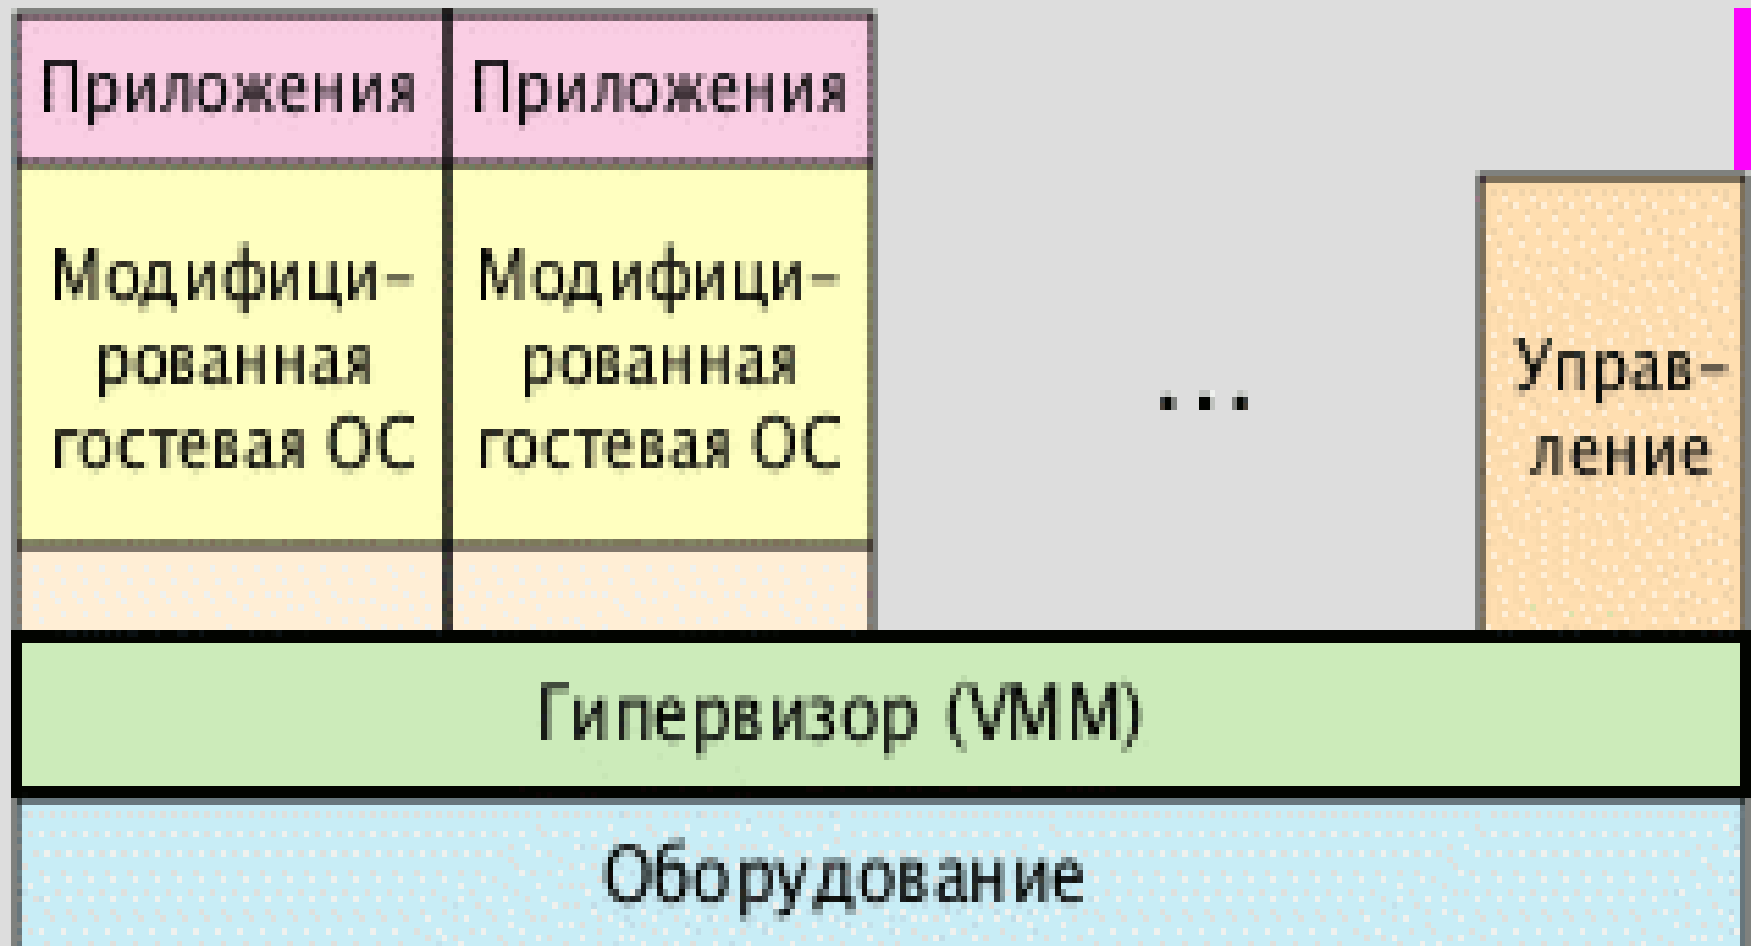 Приложения
Приложения
Модифици-
рованная
гостевая ОС
Модифици-
рованная
гостевая ОС
...
Управ-
ление
Гипервизор (VMM)
Оборудование